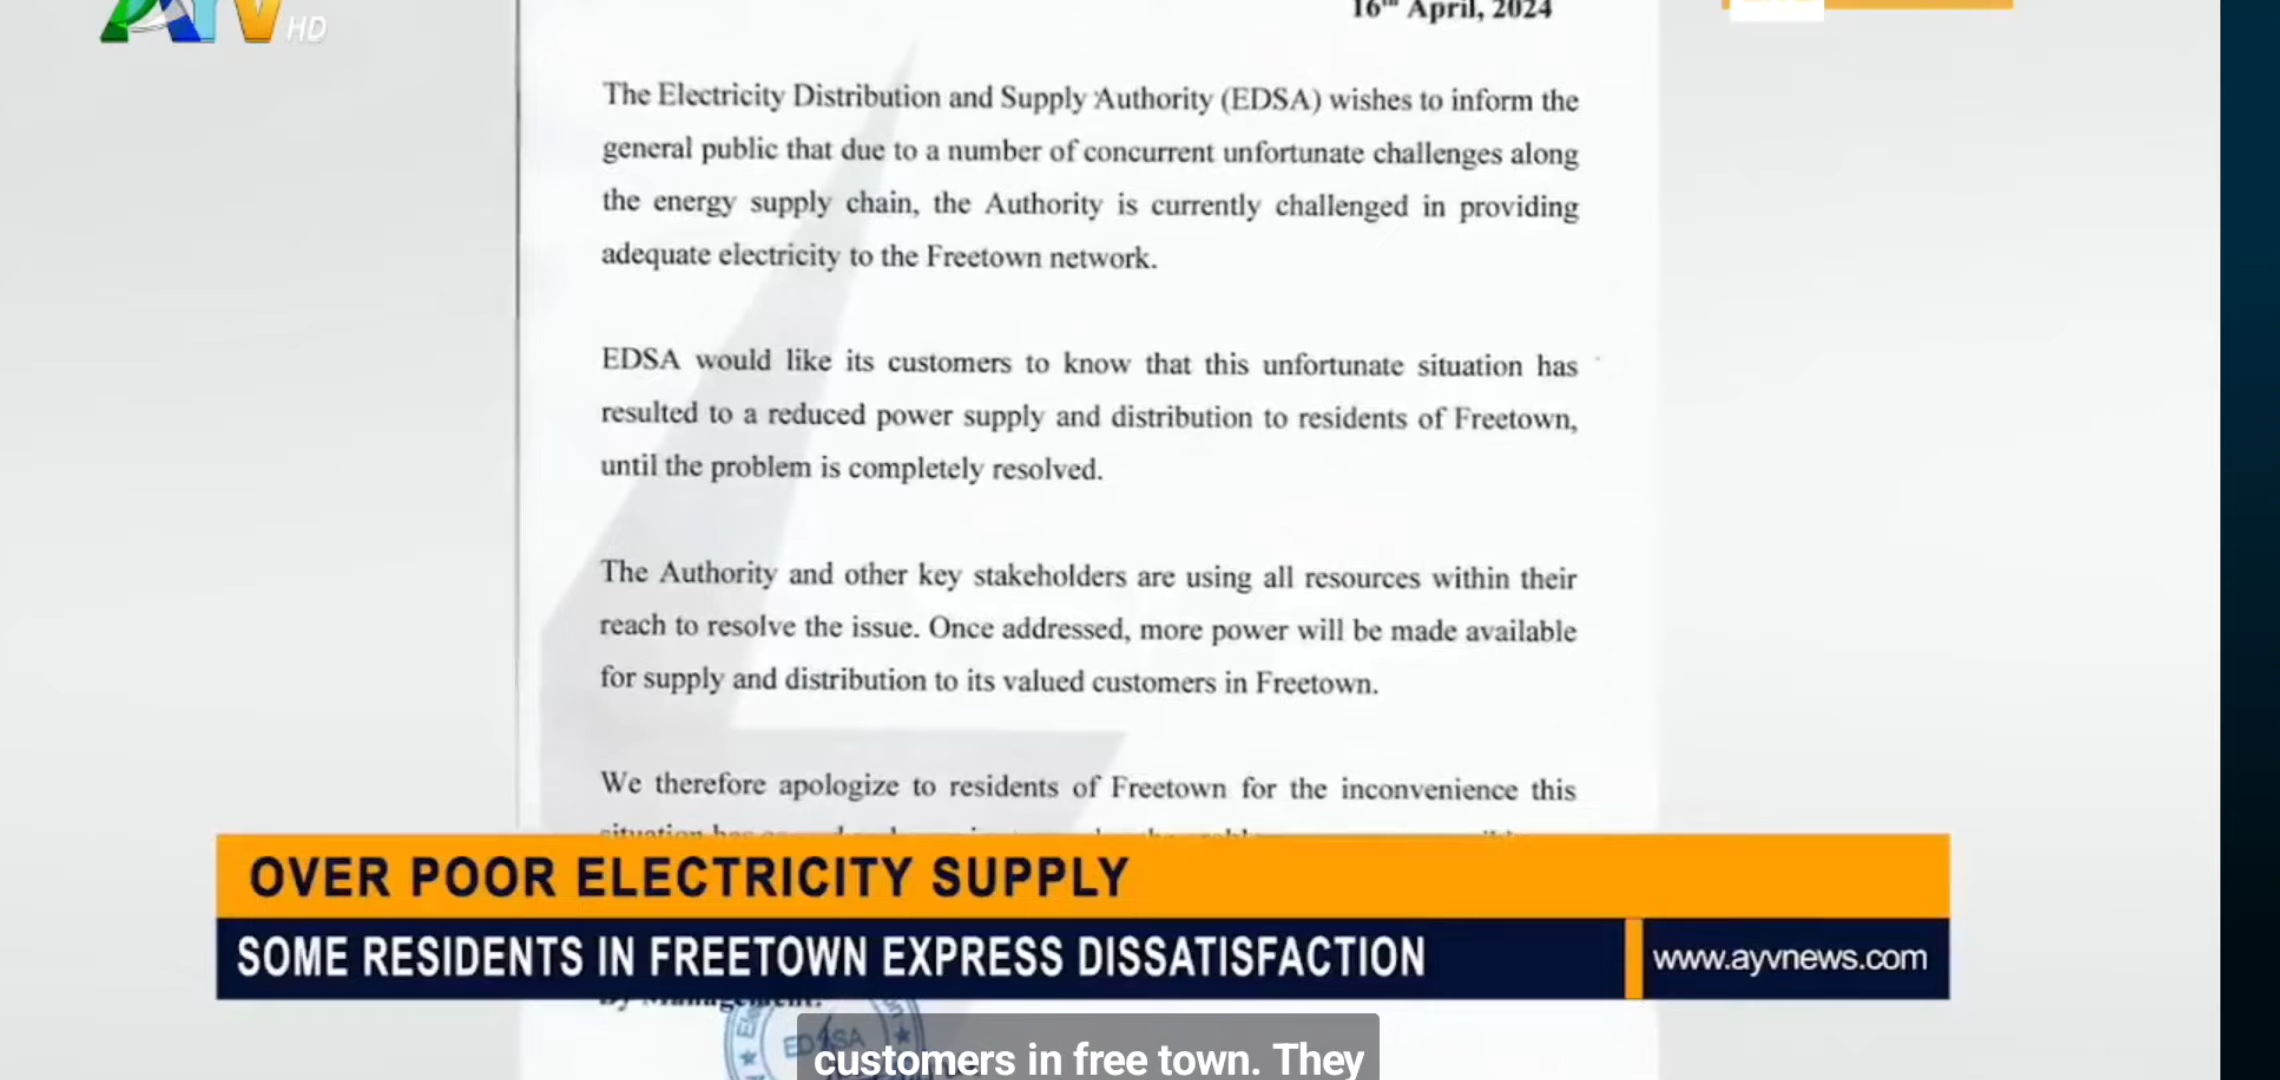 AYV HD
16th April, 2024
The Electricity Distribution and Supply Authority (EDSA) wishes to inform the
general public that due to a number of concurrent unfortunate challenges along
the energy supply chain, the Authority is currently challenged in providing
adequate electricity to the Freetown network.
EDSA would like its customers to know that this unfortunate situation has
resulted to a reduced power supply and distribution to residents of Freetown,
until the problem is completely resolved.
The Authority and other key stakeholders are using all resources within their
reach to resolve the issue. Once addressed, more power will be made available
for supply and distribution to its valued customers in Freetown.
We therefore apologize to residents of Freetown for the inconvenience this
OVER POOR ELECTRICITY SUPPLY
SOME RESIDENTS IN FREETOWN EXPRESS DISSATISFACTION
www.ayvnews.com
By Management.
EDSA
customers in free town. They